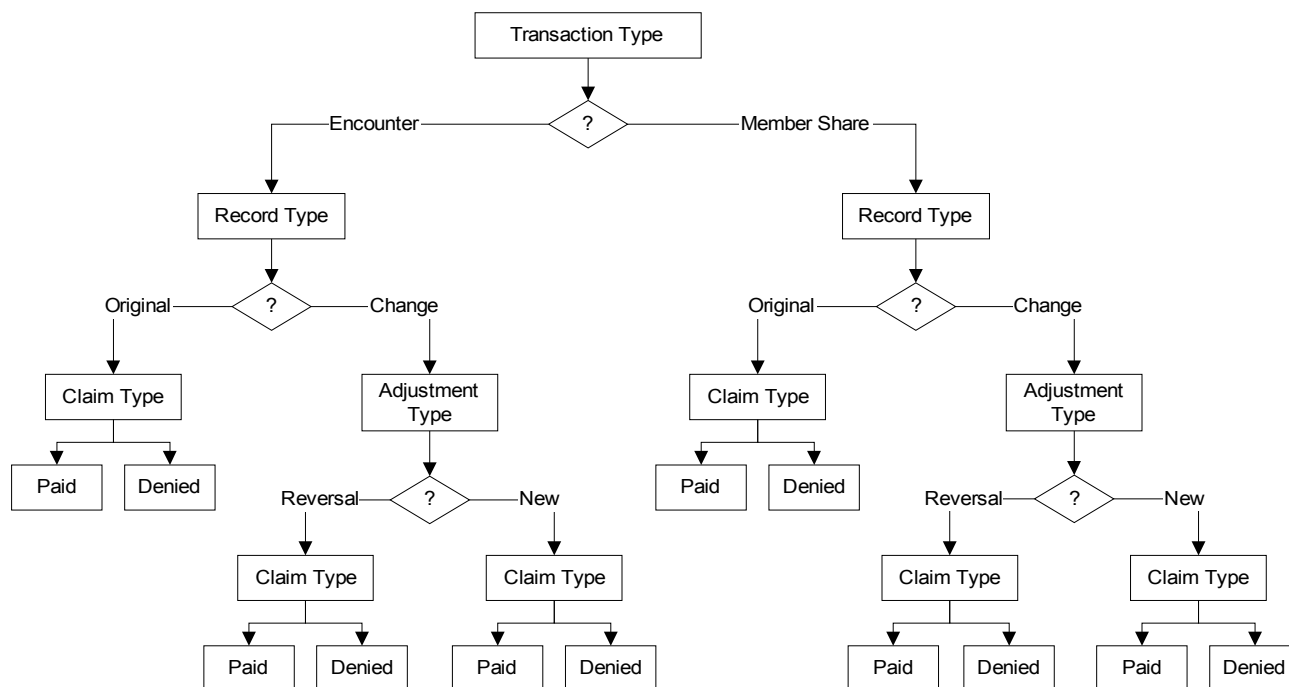 Transaction Type
Encounter
?
Member Share
Record Type
Record Type
Original
?
Change
Original
?
Change
Claim Type
Adjustment
Type
Claim Type
Adjustment
Type
Paid
Denied
Paid
Denied
Reversal
?
New
Reversal
?
New
Claim Type
Claim Type
Claim Type
Claim Type
Paid
Denied
Paid
Denied
Paid
Denied
Paid
Denied